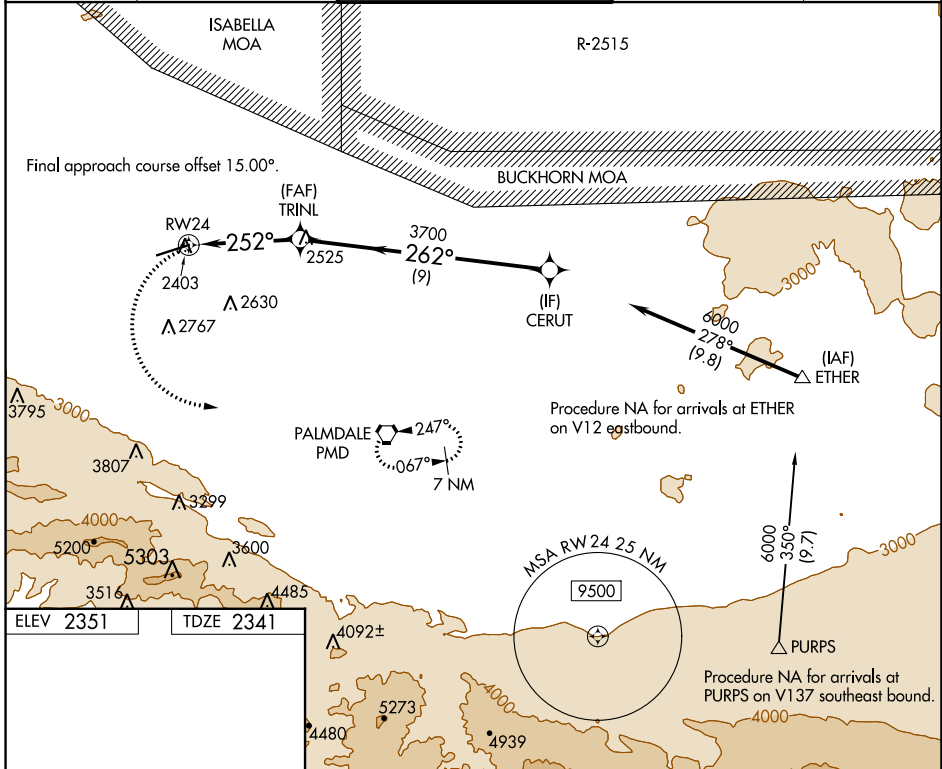 ISABELLA
MOA
R-2515
BUCKHORN MOA
Final approach course offset 15.00°.
(FAF)
TRINL
RW24
252°
2525
3700
262°
(9)
2403
(IF)
CERUT
3000
2630
2767
6000
278°
(9.8)
(IAF)
ETHER
Procedure NA for arrivals at ETHER
on V12 eastbound.
3795
3000
PALMDALE
PMD
247°
067°
7 NM
3807
3299
4000
5200
5303
3600
3516
4485
6000
350°
(9.7)
3000
MSA RW24 25 NM
9500
ELEV 2351
TDZE 2341
4092±
PURPS
Procedure NA for arrivals at
PURPS on V137 southeast bound.
4000
5273
4480
4939
4000